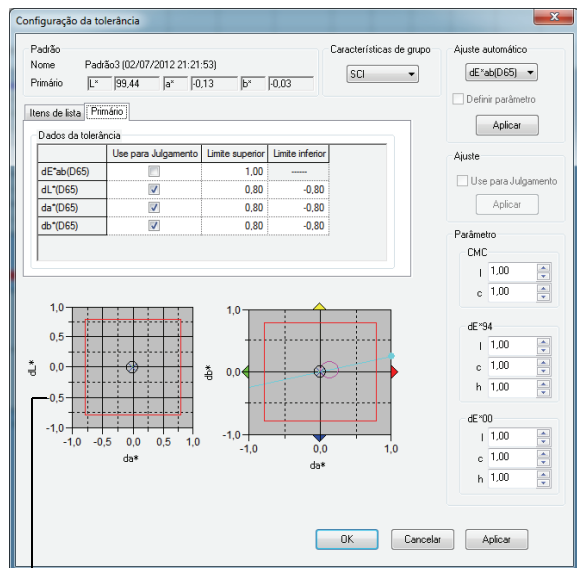 Configuração da tolerância
Padrão
Nome Padrão3 (02/07/2012 21:21:53)
Primário L* 99,44 a* -0,13 b* -0,03
Características de grupo
SCI
Ajuste automático
dE*ab(D65)
Definir parâmetro
Aplicar
Itens de lista Primário
Dados da tolerância
Use para Julgamento Limite superior Limite inferior
dE*ab(D65) 1,00 -----
dL*(D65) 0,80 -0,80
da*(D65) 0,80 -0,80
db*(D65) 0,80 -0,80
Ajuste
Use para Julgamento
Aplicar
Parâmetro
CMC
l 1,00
c 1,00
dE*94
l 1,00
c 1,00
h 1,00
dE*00
l 1,00
c 1,00
h 1,00
dL*
1,0
0,5
0,0
-0,5
-1,0
-1,0 -0,5 0,0 0,5 1,0
da*
db*
1,0
0,0
-1,0
-1,0 0,0 1,0
da*
OK Cancelar Aplicar